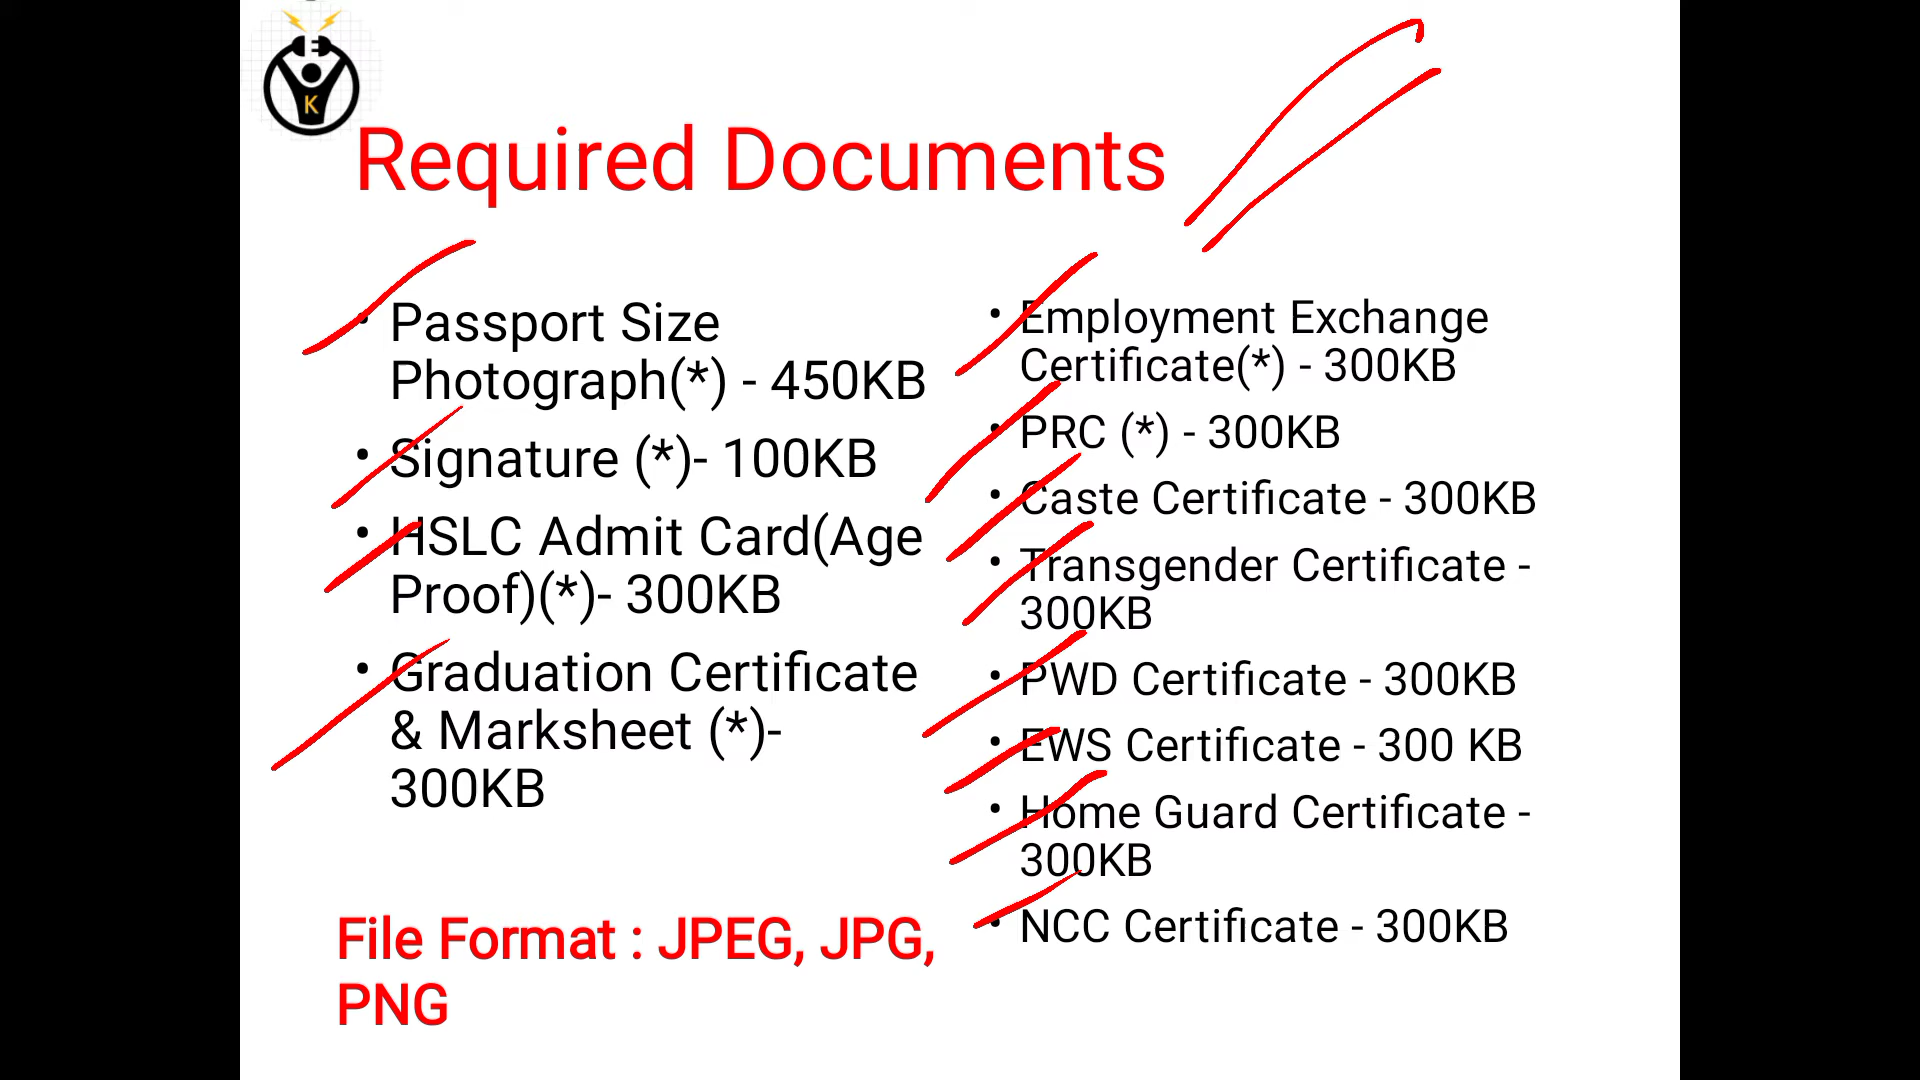 K
Required Documents
• Passport Size
Photograph(*) - 450KB
• Signature (*)- 100KB
• HSLC Admit Card(Age
Proof)(*)- 300KB
• Graduation Certificate
& Marksheet (*)-
300KB
File Format : JPEG, JPG,
PNG
• Employment Exchange
Certificate(*) - 300KB
• PRC (*) - 300KB
• Caste Certificate - 300KB
• Transgender Certificate -
300KB
• PWD Certificate - 300KB
• EWS Certificate - 300 KB
• Home Guard Certificate -
300KB
• NCC Certificate - 300KB